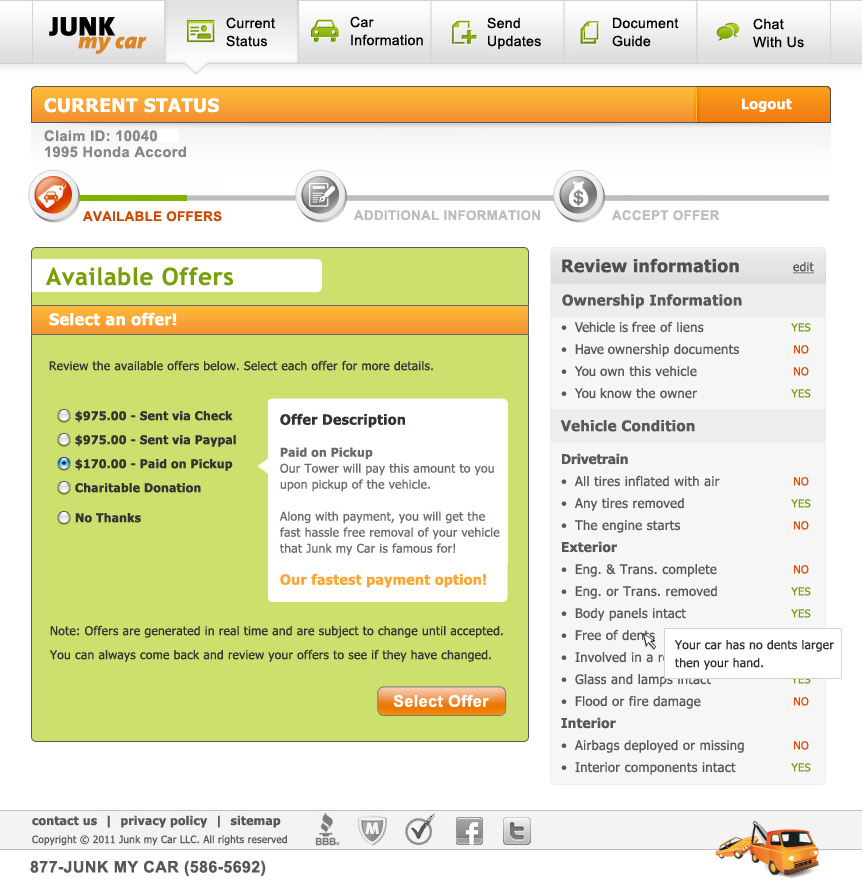 JUNK
my car
Current
Status
Car
Information
Send
Updates
Document
Guide
Chat
With Us
CURRENT STATUS
Logout
Claim ID: 10040
1995 Honda Accord
AVAILABLE OFFERS
ADDITIONAL INFORMATION
ACCEPT OFFER
Available Offers
Select an offer!
Review the available offers below. Select each offer for more details.
$975.00 - Sent via Check
$975.00 - Sent via Paypal
$170.00 - Paid on Pickup
Charitable Donation
No Thanks
Offer Description
Paid on Pickup
Our Tower will pay this amount to you
upon pickup of the vehicle.
Along with payment, you will get the
fast hassle free removal of your vehicle
that Junk my Car is famous for!
Our fastest payment option!
Note: Offers are generated in real time and are subject to change until accepted.
You can always come back and review your offers to see if they have changed.
Select Offer
Review information edit
Ownership Information
• Vehicle is free of liens YES
• Have ownership documents NO
• You own this vehicle NO
• You know the owner YES
Vehicle Condition
Drivetrain
• All tires inflated with air NO
• Any tires removed YES
• The engine starts NO
Exterior
• Eng. & Trans. complete NO
• Eng. or Trans. removed YES
• Body panels intact YES
• Free of dents
Your car has no dents larger
then your hand.
• Involved in a
• Glass and lamps intact YES
• Flood or fire damage NO
Interior
• Airbags deployed or missing NO
• Interior components intact YES
contact us | privacy policy | sitemap
Copyright © 2011 Junk my Car LLC. All rights reserved
BBB.
877-JUNK MY CAR (586-5692)